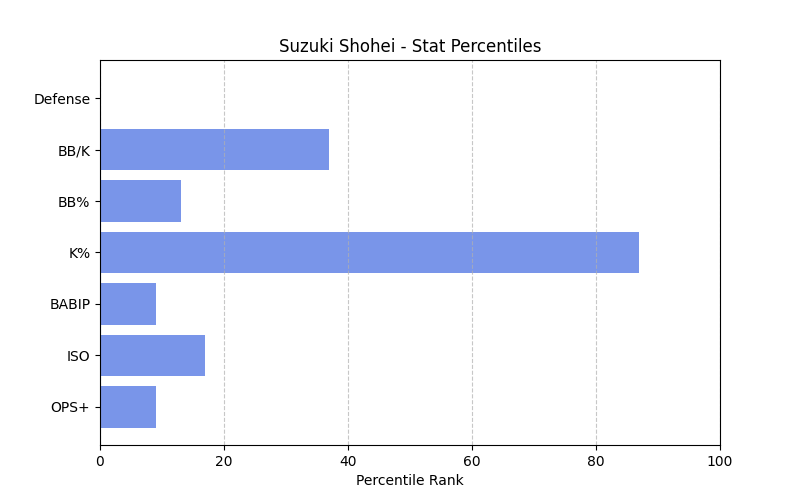 Suzuki Shohei - Stat Percentiles
Defense
BB/K
BB%
K%
BABIP
ISO
OPS+
0 20 40 60 80 100
Percentile Rank